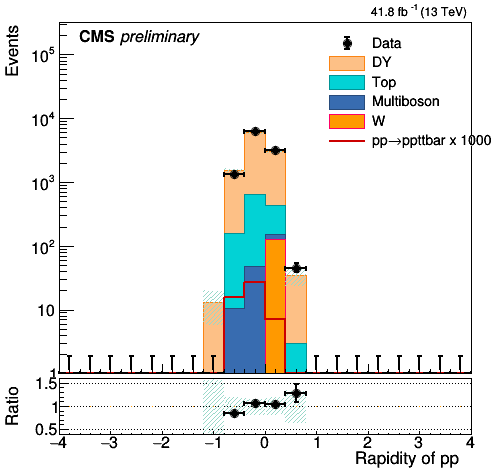 41.8 fb⁻¹ (13 TeV)
CMS preliminary
Events
10⁵
10⁴
10³
10²
10
1
Data
DY
Top
Multiboson
W
pp→ppttbar x 1000
Ratio
1.5
1
0.5
−4 −3 −2 −1 0 1 2 3 4
Rapidity of pp